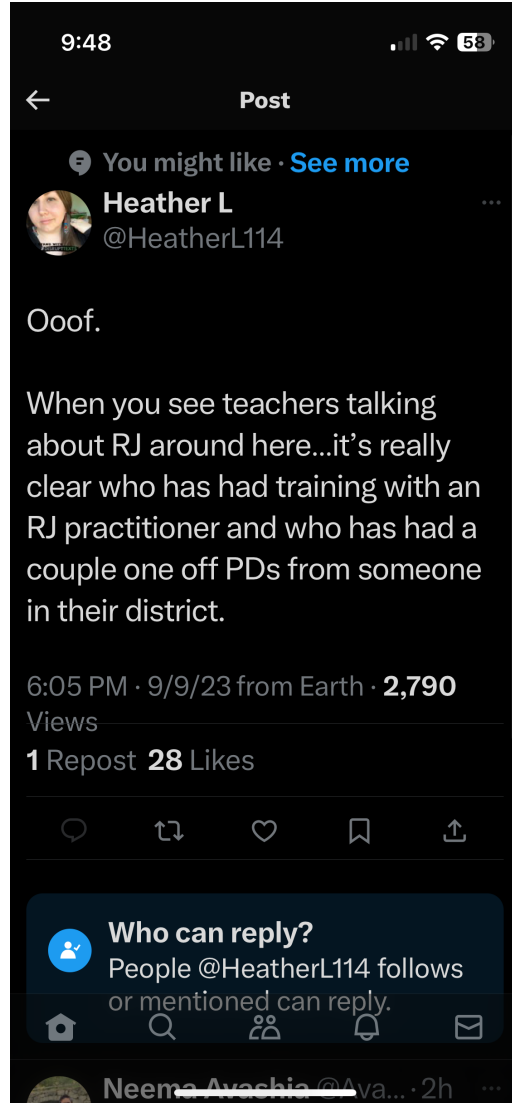 9:48
58
Post
You might like · See more
Heather L
@HeatherL114
Ooof.
When you see teachers talking
about RJ around here...it's really
clear who has had training with an
RJ practitioner and who has had a
couple one off PDs from someone
in their district.
6:05 PM · 9/9/23 from Earth · 2,790
Views
1 Repost 28 Likes
Who can reply?
People @HeatherL114 follows
or mentioned can reply.
Neema Avashia @Ava... · 2h